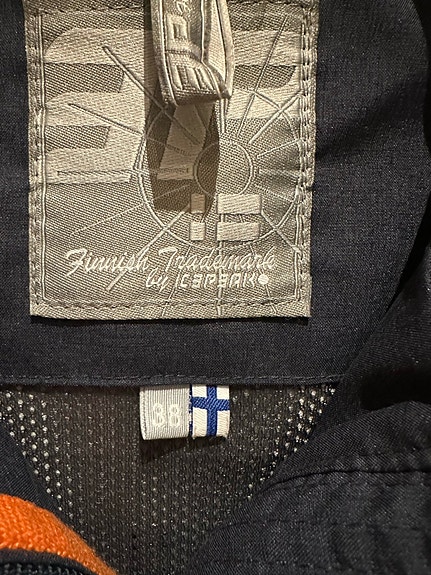 Finnish Trademark
by ICEPEAK
38